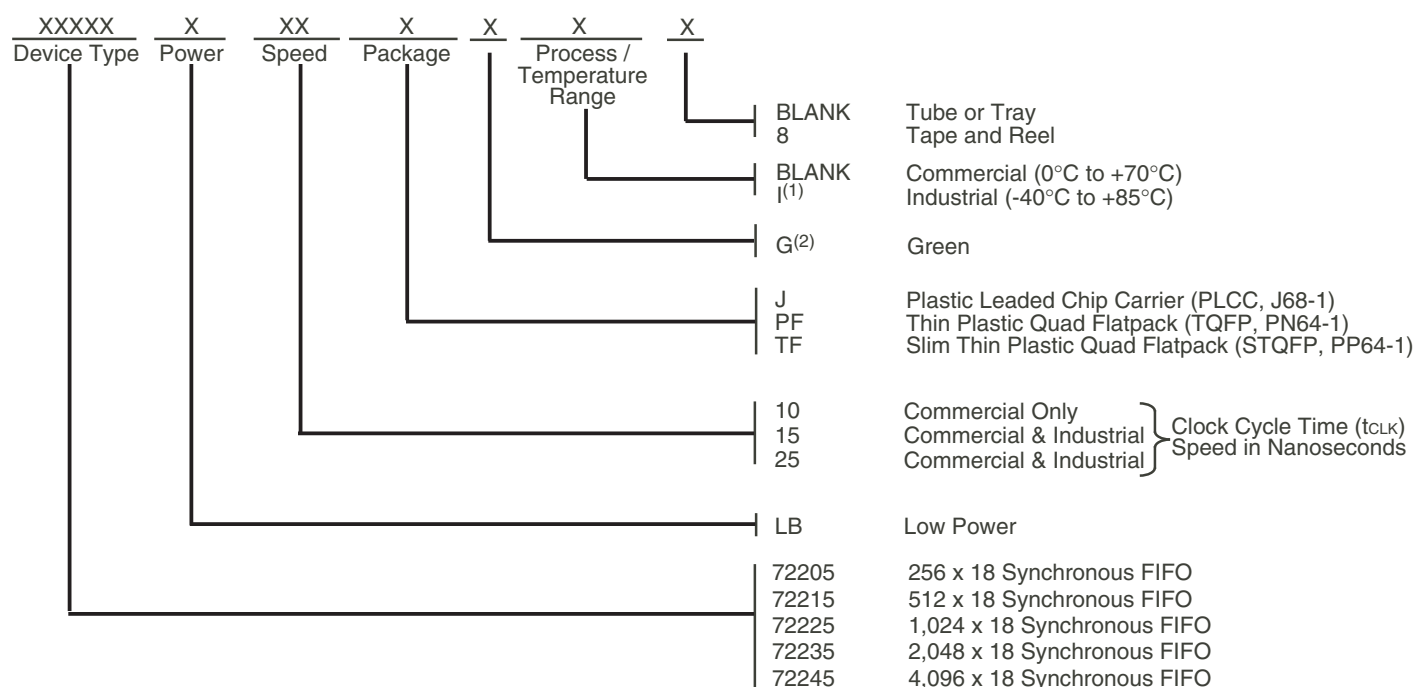 XXXXX X XX X X X X
Device Type Power Speed Package Process /
Temperature
Range
BLANK Tube or Tray
8 Tape and Reel
BLANK Commercial (0°C to +70°C)
I(1) Industrial (-40°C to +85°C)
G(2) Green
J Plastic Leaded Chip Carrier (PLCC, J68-1)
PF Thin Plastic Quad Flatpack (TQFP, PN64-1)
TF Slim Thin Plastic Quad Flatpack (STQFP, PP64-1)
10 Commercial Only
15 Commercial & Industrial Clock Cycle Time (tCLK)
25 Commercial & Industrial Speed in Nanoseconds
LB Low Power
72205 256 x 18 Synchronous FIFO
72215 512 x 18 Synchronous FIFO
72225 1,024 x 18 Synchronous FIFO
72235 2,048 x 18 Synchronous FIFO
72245 4,096 x 18 Synchronous FIFO